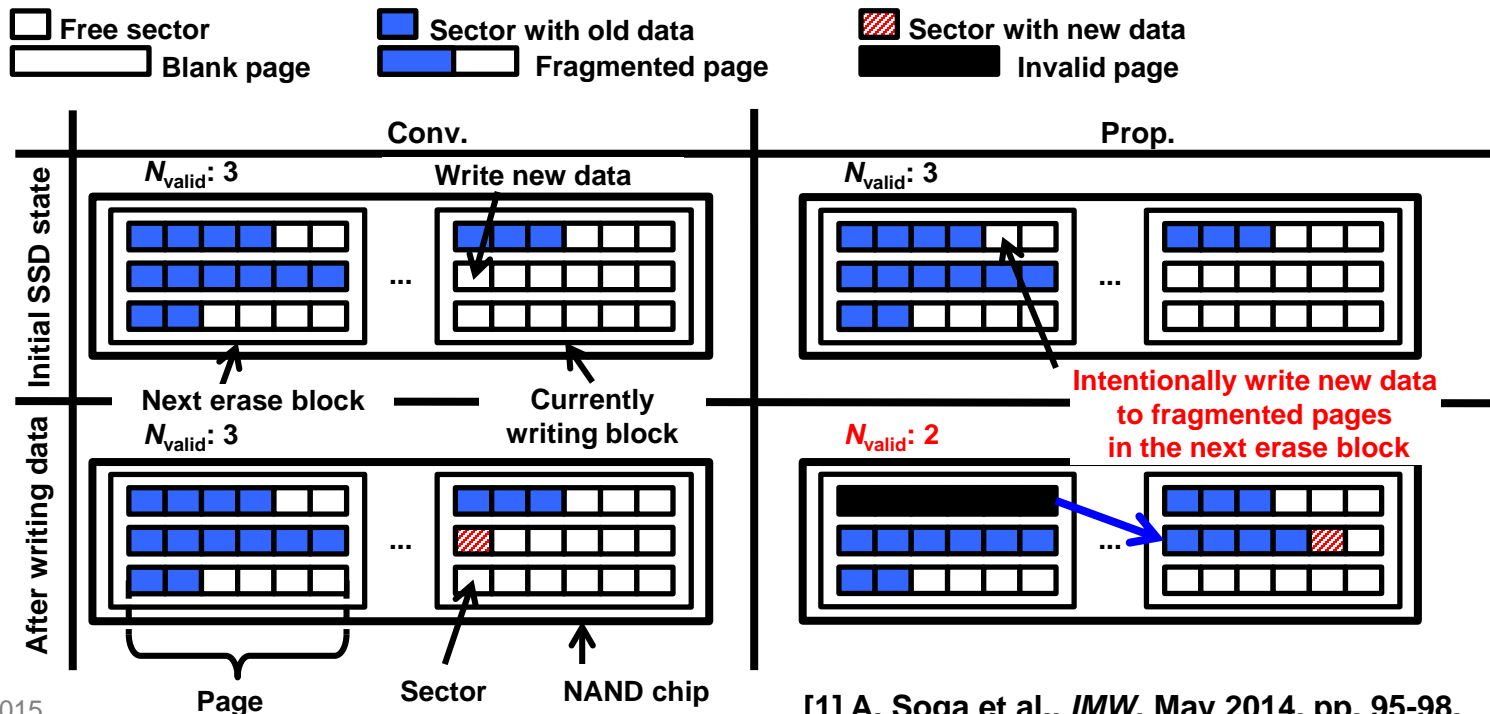 Free sector
Sector with old data
Sector with new data
Blank page
Fragmented page
Invalid page
Conv.
Prop.
Initial SSD state
Nvalid: 3
Write new data
Nvalid: 3
...
...
Next erase block
Currently
writing block
Intentionally write new data
to fragmented pages
in the next erase block
After writing data
Nvalid: 3
Nvalid: 2
...
...
Page
Sector
NAND chip
015
[1] A. Soga et al., IMW, May 2014, pp. 95-98.